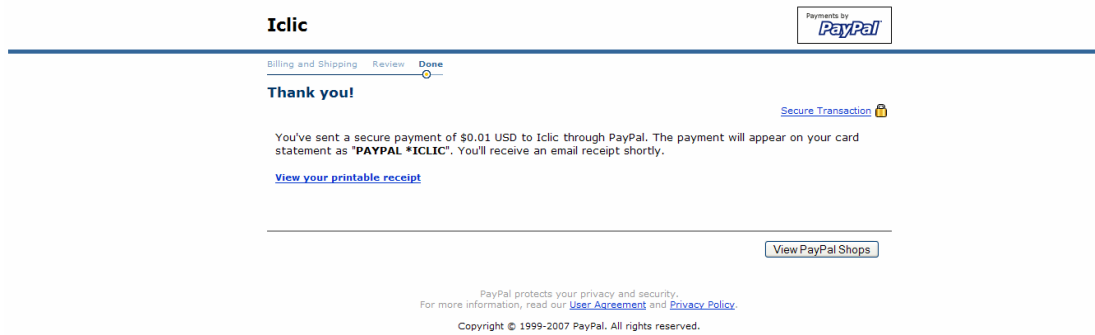 Iclic
Payments by
PayPal
Billing and Shipping Review Done
Thank you!
Secure Transaction
You've sent a secure payment of $0.01 USD to Iclic through PayPal. The payment will appear on your card
statement as "PAYPAL *ICLIC". You'll receive an email receipt shortly.
View your printable receipt
View PayPal Shops
PayPal protects your privacy and security.
For more information, read our User Agreement and Privacy Policy.
Copyright © 1999-2007 PayPal. All rights reserved.